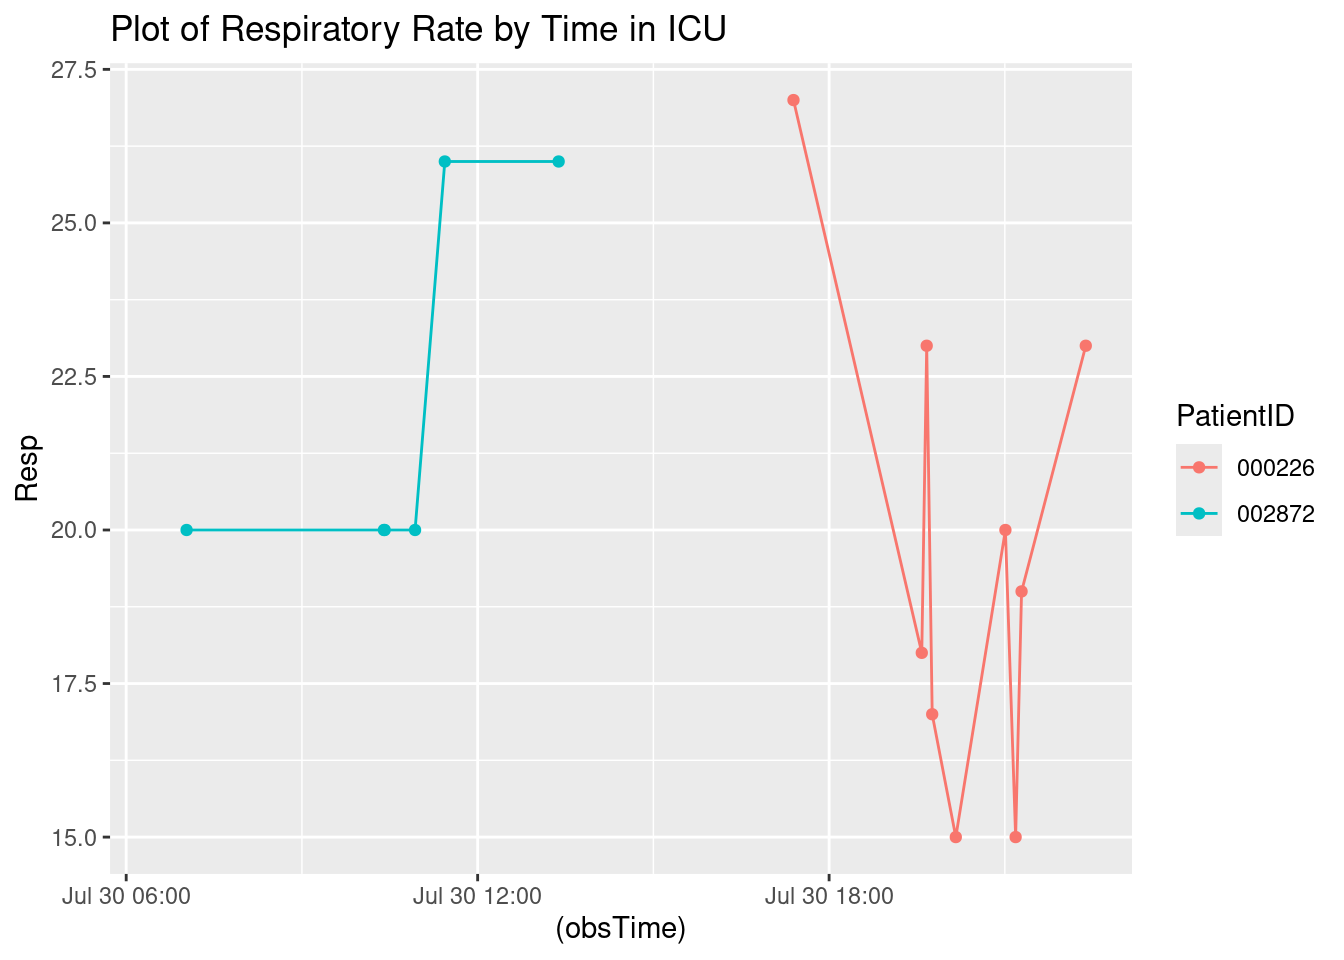 Plot of Respiratory Rate by Time in ICU
27.5
25.0
22.5
20.0
17.5
15.0
Resp
Jul 30 06:00
Jul 30 12:00
Jul 30 18:00
(obsTime)
PatientID
000226
002872